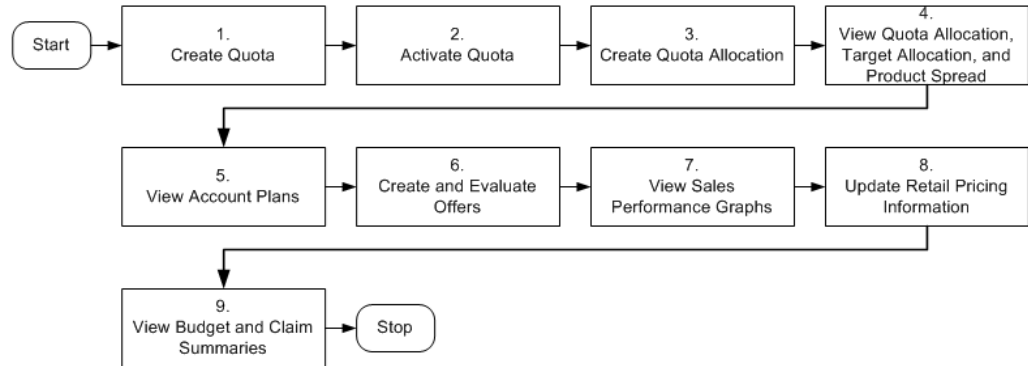 Start
1.
Create Quota
2.
Activate Quota
3.
Create Quota Allocation
4.
View Quota Allocation,
Target Allocation, and
Product Spread
5.
View Account Plans
6.
Create and Evaluate
Offers
7.
View Sales
Performance Graphs
8.
Update Retail Pricing
Information
9.
View Budget and Claim
Summaries
Stop